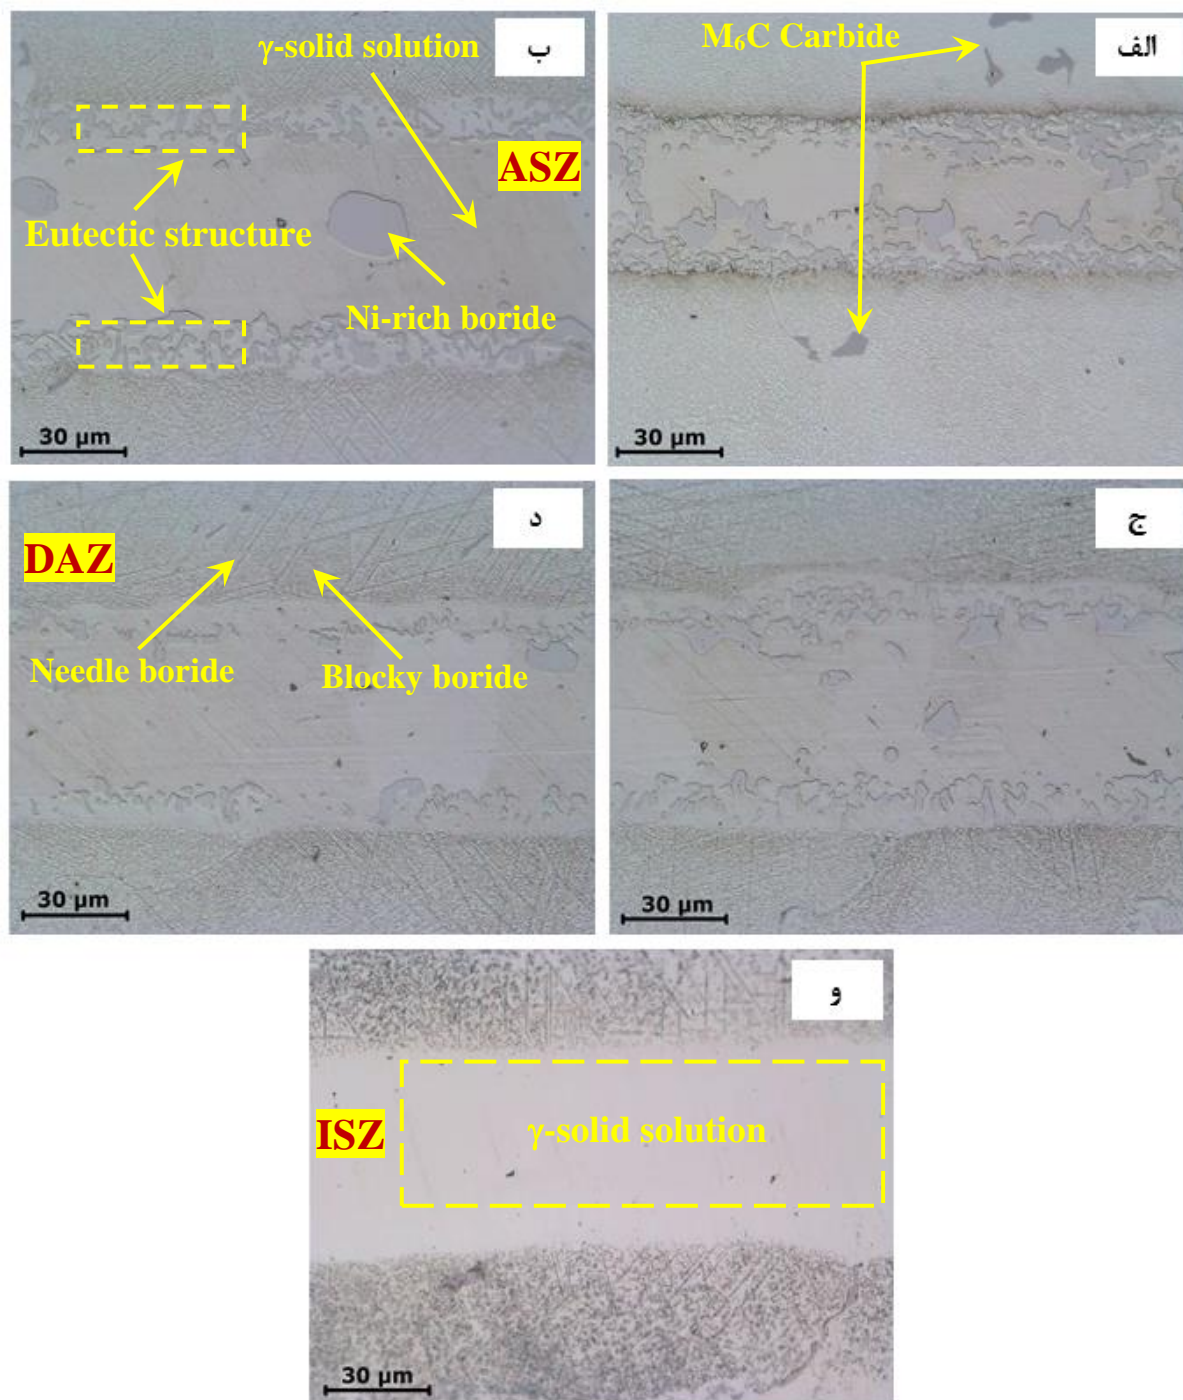 الف
M₆C Carbide
30 µm
ب
γ-solid solution
ASZ
Eutectic structure
Ni-rich boride
30 µm
ج
30 µm
د
DAZ
Needle boride
Blocky boride
30 µm
و
ISZ
γ-solid solution
30 µm